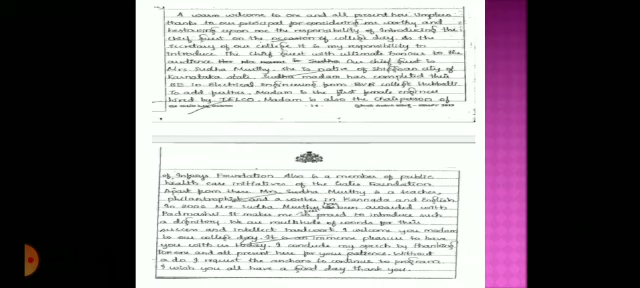 A warm welcome to one and all present here
thanks to our principal for considering me worthy and
bestowing upon me the responsibility of introducing the
chief guest on the occasion of college day. As the
secretary of our college. It is my responsibility to
introduce the chief guest with ultimate honour to the
audience Our chief guest is
Mrs. Sudha Murthy. She is native of city of
Karnataka state. Sudha madam has completed
BE in Electrical Engineering from college Hubballi
To add further, Madam is the first female engineer
hired by TELCO. Madam is also the Chairperson of
of Infosys Foundation. Also is a member of public
health care initiatives of the Gates Foundation.
Apart from these Mrs. Sudha Murthy is a teacher,
philanthropist and a writer in Kannada and English
In 2006 Mrs Sudha Murthy been awarded with
Padmashri. It makes me so proud to introduce such
a dignitory. We are multitude of words for their
success and intellect hardwork. I welcome you madam
to our college day. It is an immense pleasure to have
you with us today. I conclude my speech by thanking
one and all present here for your patience. Without
a do. I request the anchors to continue to program.
I wish you all have a good day thank you.